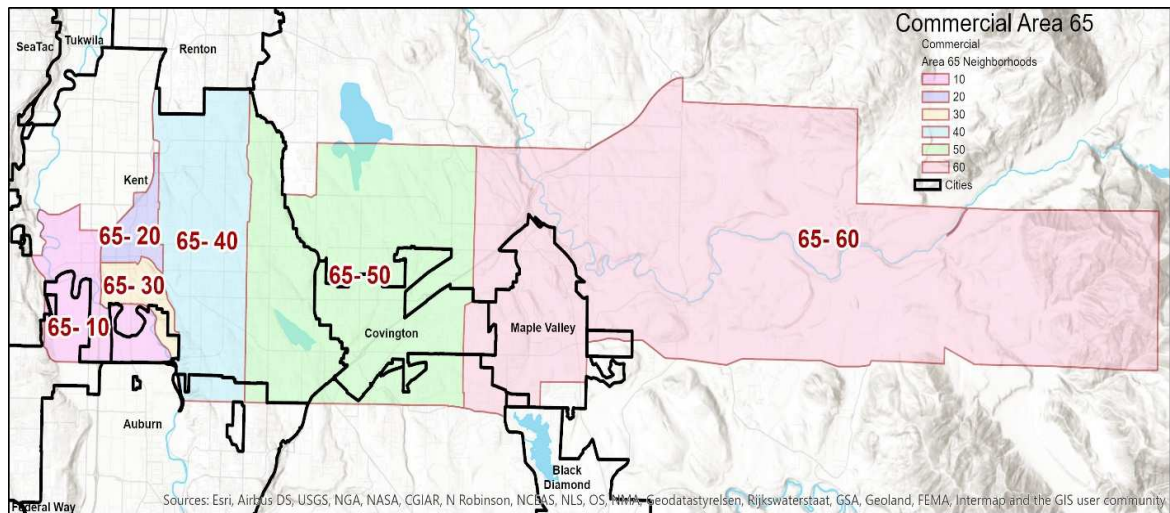 Commercial Area 65
Commercial
Area 65 Neighborhoods
10
20
30
40
50
60
Cities
SeaTac
Tukwila
Renton
Kent
65- 20
65- 40
65- 60
65- 50
65- 30
65- 10
Covington
Maple Valley
Auburn
Black
Diamond
Federal Way
Sources: Esri, Airbus DS, USGS, NGA, NASA, CGIAR, N Robinson, NCEAS, NLS, OS, NMA, Geodatastyrelsen, Rijkswaterstaat, GSA, Geoland, FEMA, Intermap and the GIS user community